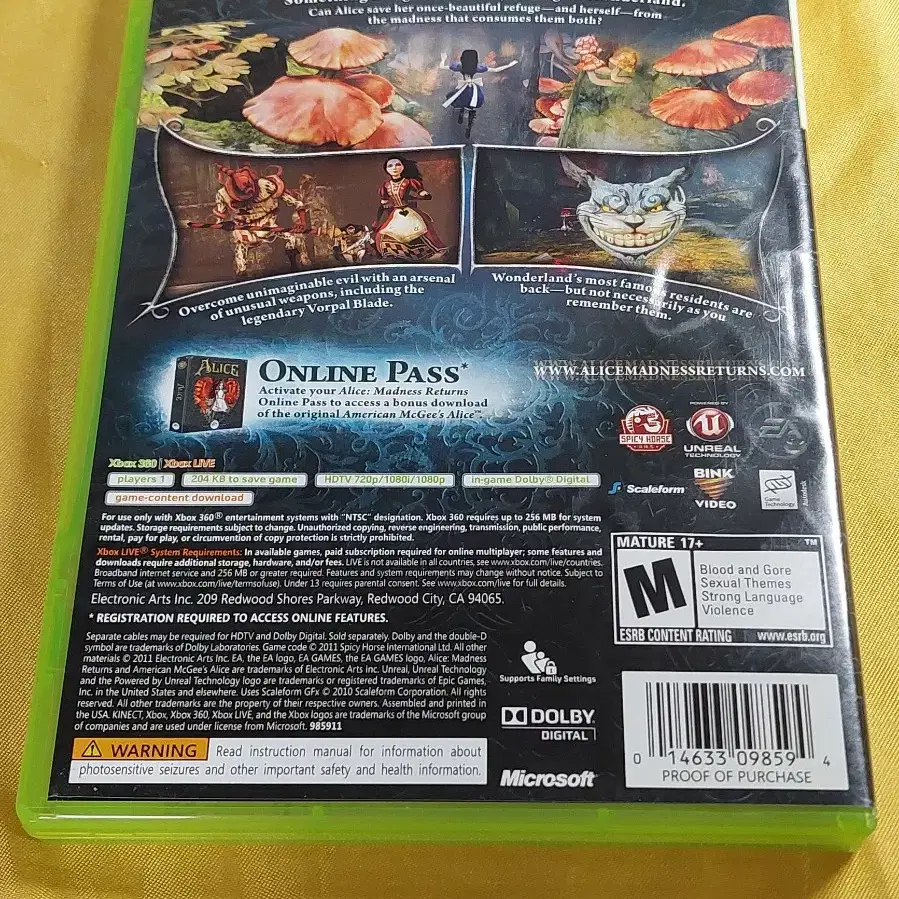 Can Alice save her once-beautiful refuge—and herself—from
the madness that consumes them both?
Overcome unimaginable evil with an arsenal
of unusual weapons, including the
legendary Vorpal Blade.
Wonderland's most famous residents are
back—but not necessarily as you
remember them.
ALICE
ONLINE PASS*
Activate your Alice: Madness Returns
Online Pass to access a bonus download
of the original American McGee's Alice™.
WWW.ALICEMADNESSRETURNS.COM
SPICY HORSE
POWERED BY
UNREAL
TECHNOLOGY
EA
Scaleform
BINK
VIDEO
Game
Technology
Autodesk
Xbox 360 | Xbox LIVE
players 1
204 KB to save game
HDTV 720p/1080i/1080p
in-game Dolby® Digital
game-content download
For use only with Xbox 360® entertainment systems with "NTSC" designation. Xbox 360 requires up to 256 MB for system
updates. Storage requirements subject to change. Unauthorized copying, reverse engineering, transmission, public performance,
rental, pay for play, or circumvention of copy protection is strictly prohibited.
Xbox LIVE® System Requirements: In available games, paid subscription required for online multiplayer; some features and
downloads require additional storage, hardware, and/or fees. LIVE is not available in all countries, see www.xbox.com/live/countries.
Broadband internet service and 256 MB or greater required. Features and system requirements may change without notice. Subject to
Terms of Use (at www.xbox.com/live/termsofuse). Under 13 requires parental consent. See www.xbox.com/live for full details.
Electronic Arts Inc. 209 Redwood Shores Parkway, Redwood City, CA 94065.
* REGISTRATION REQUIRED TO ACCESS ONLINE FEATURES.
Separate cables may be required for HDTV and Dolby Digital. Sold separately. Dolby and the double-D
symbol are trademarks of Dolby Laboratories. Game code © 2011 Spicy Horse International Ltd. All other
materials © 2011 Electronic Arts Inc. EA, the EA logo, EA GAMES, the EA GAMES logo, Alice: Madness
Returns and American McGee's Alice are trademarks of Electronic Arts Inc. Unreal, Unreal Technology
and the Powered by Unreal Technology logo are trademarks or registered trademarks of Epic Games,
Inc. in the United States and elsewhere. Uses Scaleform GFx © 2010 Scaleform Corporation. All rights
reserved. All other trademarks are the property of their respective owners. Assembled and printed in
the USA. KINECT, Xbox, Xbox 360, Xbox LIVE, and the Xbox logos are trademarks of the Microsoft group
of companies and are used under license from Microsoft. 985911
WARNING Read instruction manual for information about
photosensitive seizures and other important safety and health information.
Supports Family Settings
DOLBY
DIGITAL
Microsoft
MATURE 17+ ™
M
Blood and Gore
Sexual Themes
Strong Language
Violence
ESRB CONTENT RATING www.esrb.org
0 14633 09859 4
PROOF OF PURCHASE